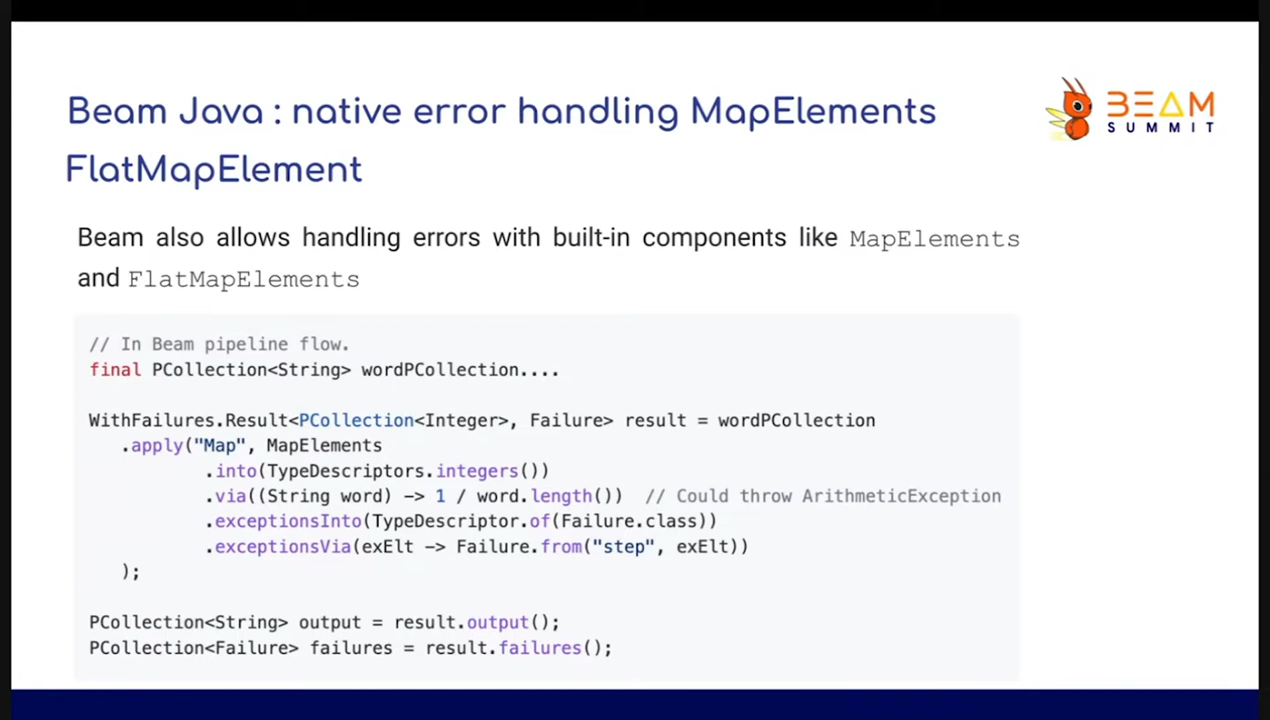 Beam Java : native error handling MapElements
FlatMapElement
BEAM
SUMMIT
Beam also allows handling errors with built-in components like MapElements
and FlatMapElements
// In Beam pipeline flow.
final PCollection<String> wordPCollection....
WithFailures.Result<PCollection<Integer>, Failure> result = wordPCollection
.apply("Map", MapElements
.into(TypeDescriptors.integers())
.via((String word) -> 1 / word.length())  // Could throw ArithmeticException
.exceptionsInto(TypeDescriptor.of(Failure.class))
.exceptionsVia(exElt -> Failure.from("step", exElt))
);
PCollection<String> output = result.output();
PCollection<Failure> failures = result.failures();